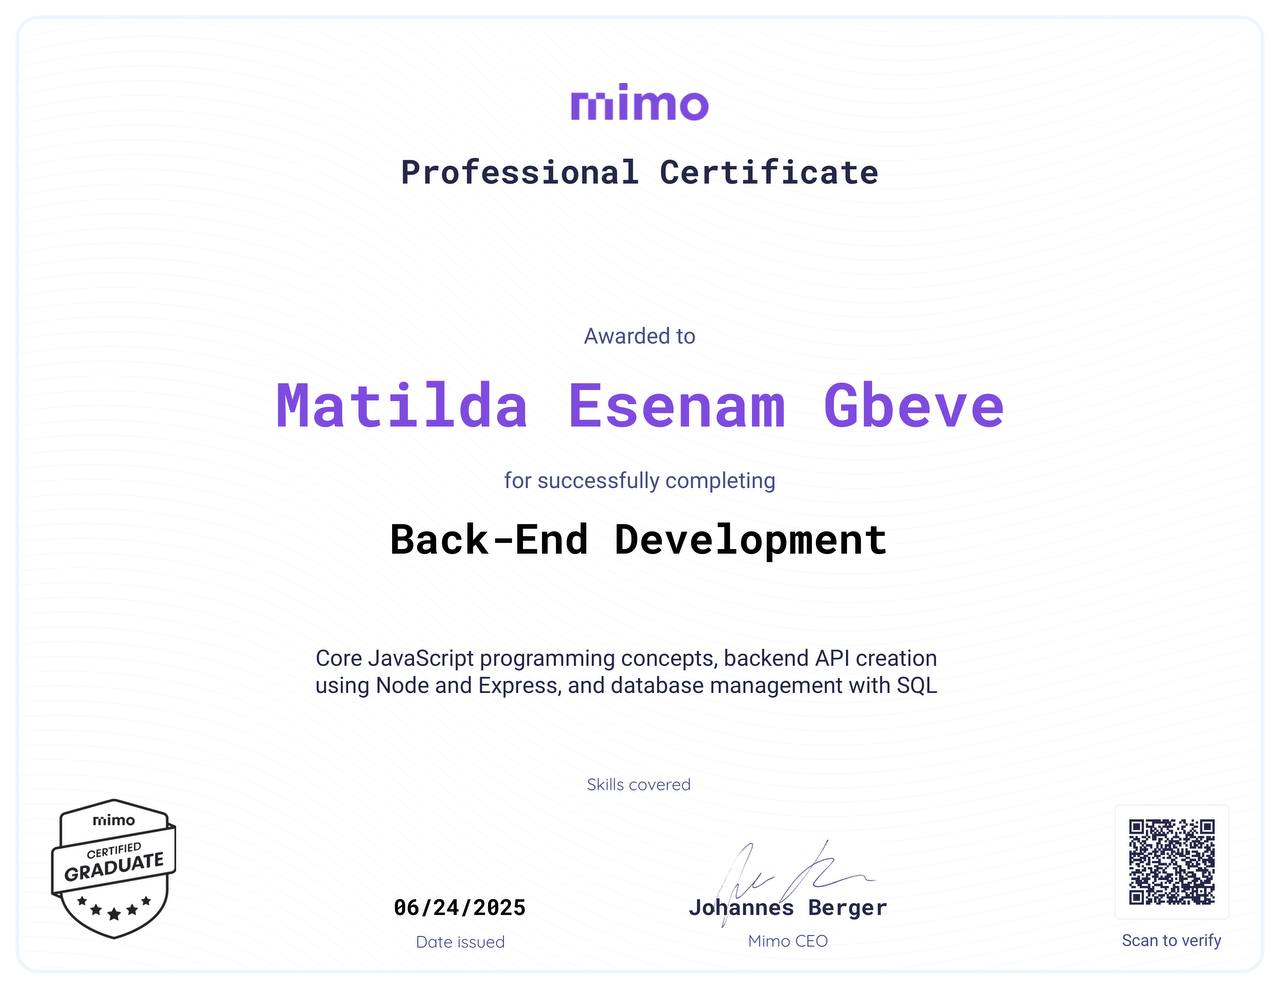 mimo
Professional Certificate
Awarded to
Matilda Esenam Gbeve
for successfully completing
Back-End Development
Core JavaScript programming concepts, backend API creation
using Node and Express, and database management with SQL
Skills covered
mimo
CERTIFIED
GRADUATE
06/24/2025
Date issued
Johannes Berger
Mimo CEO
Scan to verify